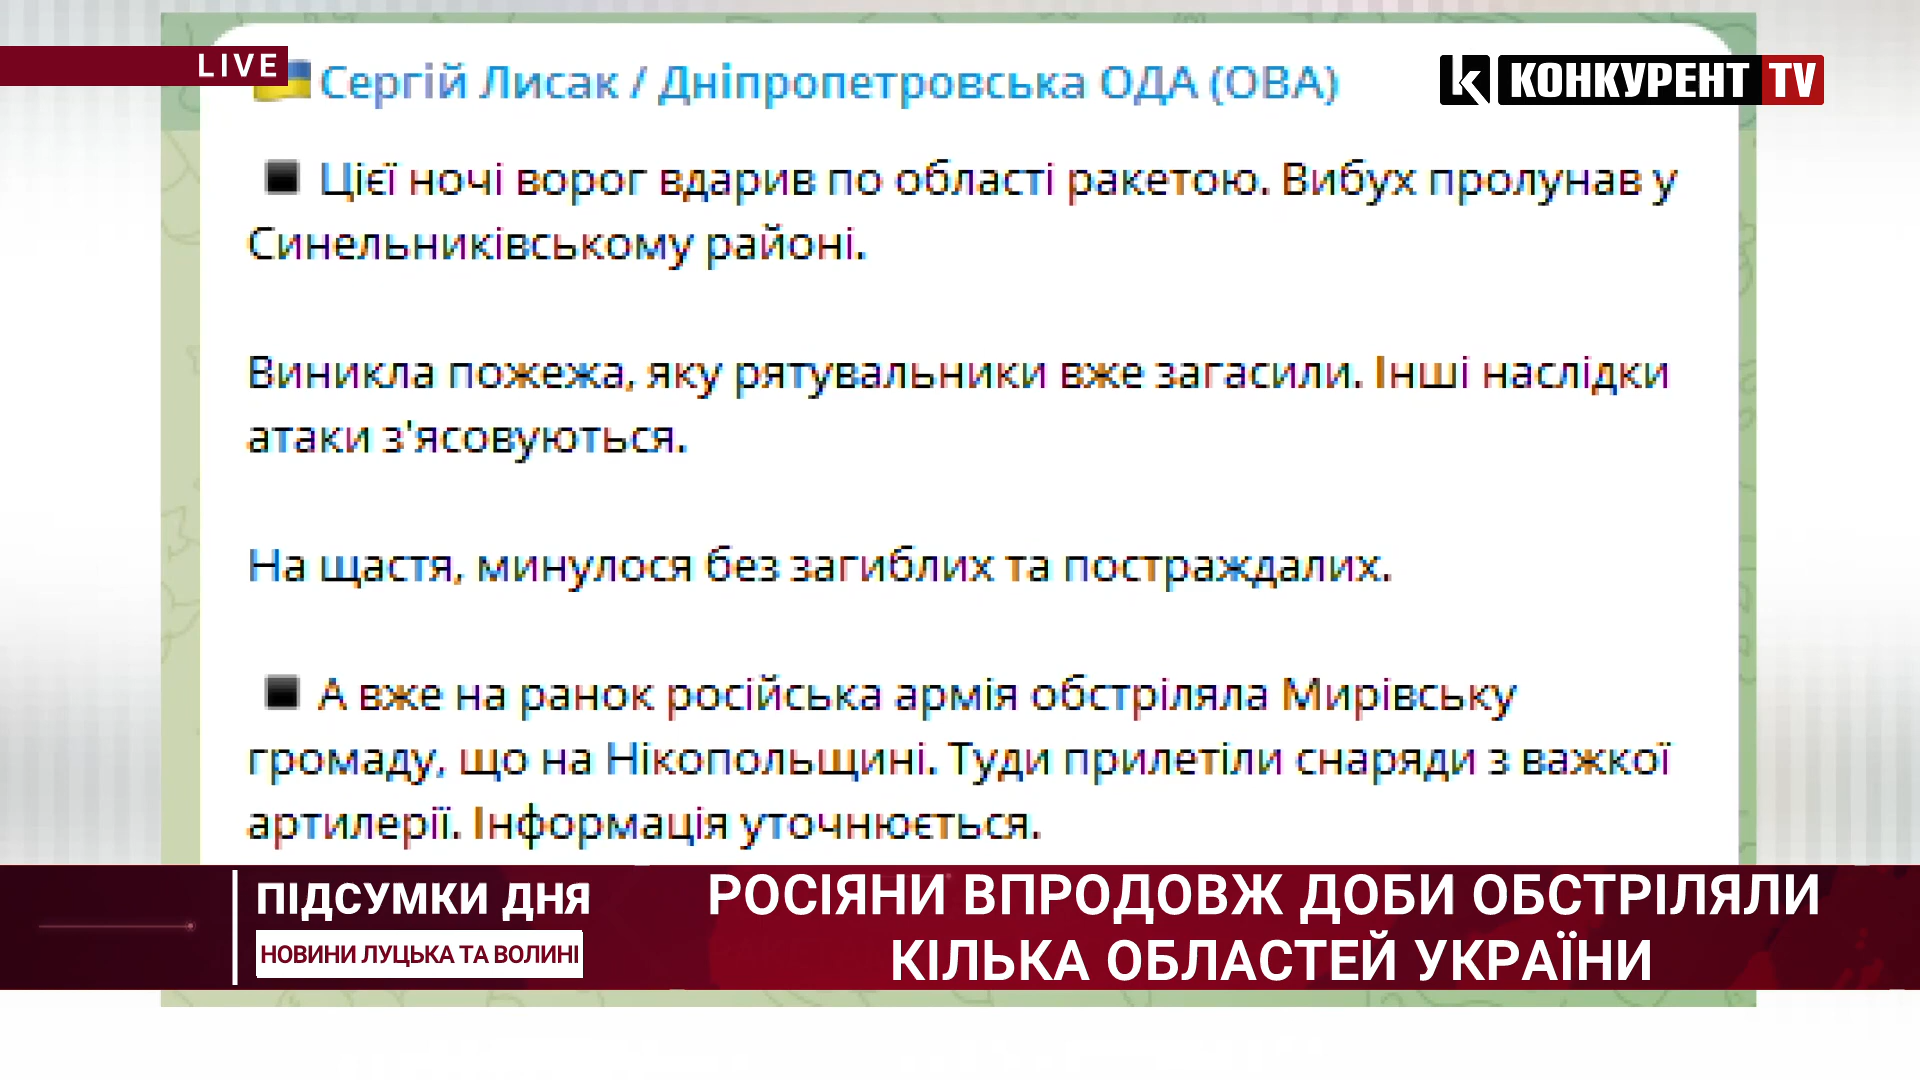 LIVE
Сергій Лисак / Дніпропетровська ОДА (ОВА)
КОНКУРЕНТ TV
Цієї ночі ворог вдарив по області ракетою. Вибух пролунав у
Синельниківському районі.
Виникла пожежа, яку рятувальники вже загасили. Інші наслідки
атаки з'ясовуються.
На щастя, минулося без загиблих та постраждалих.
А вже на ранок російська армія обстріляла Мирівську
громаду, що на Нікопольщині. Туди прилетіли снаряди з важкої
артилерії. Інформація уточнюється.
ПІДСУМКИ ДНЯ
НОВИНИ ЛУЦЬКА ТА ВОЛИНІ
РОСІЯНИ ВПРОДОВЖ ДОБИ ОБСТРІЛЯЛИ
КІЛЬКА ОБЛАСТЕЙ УКРАЇНИ